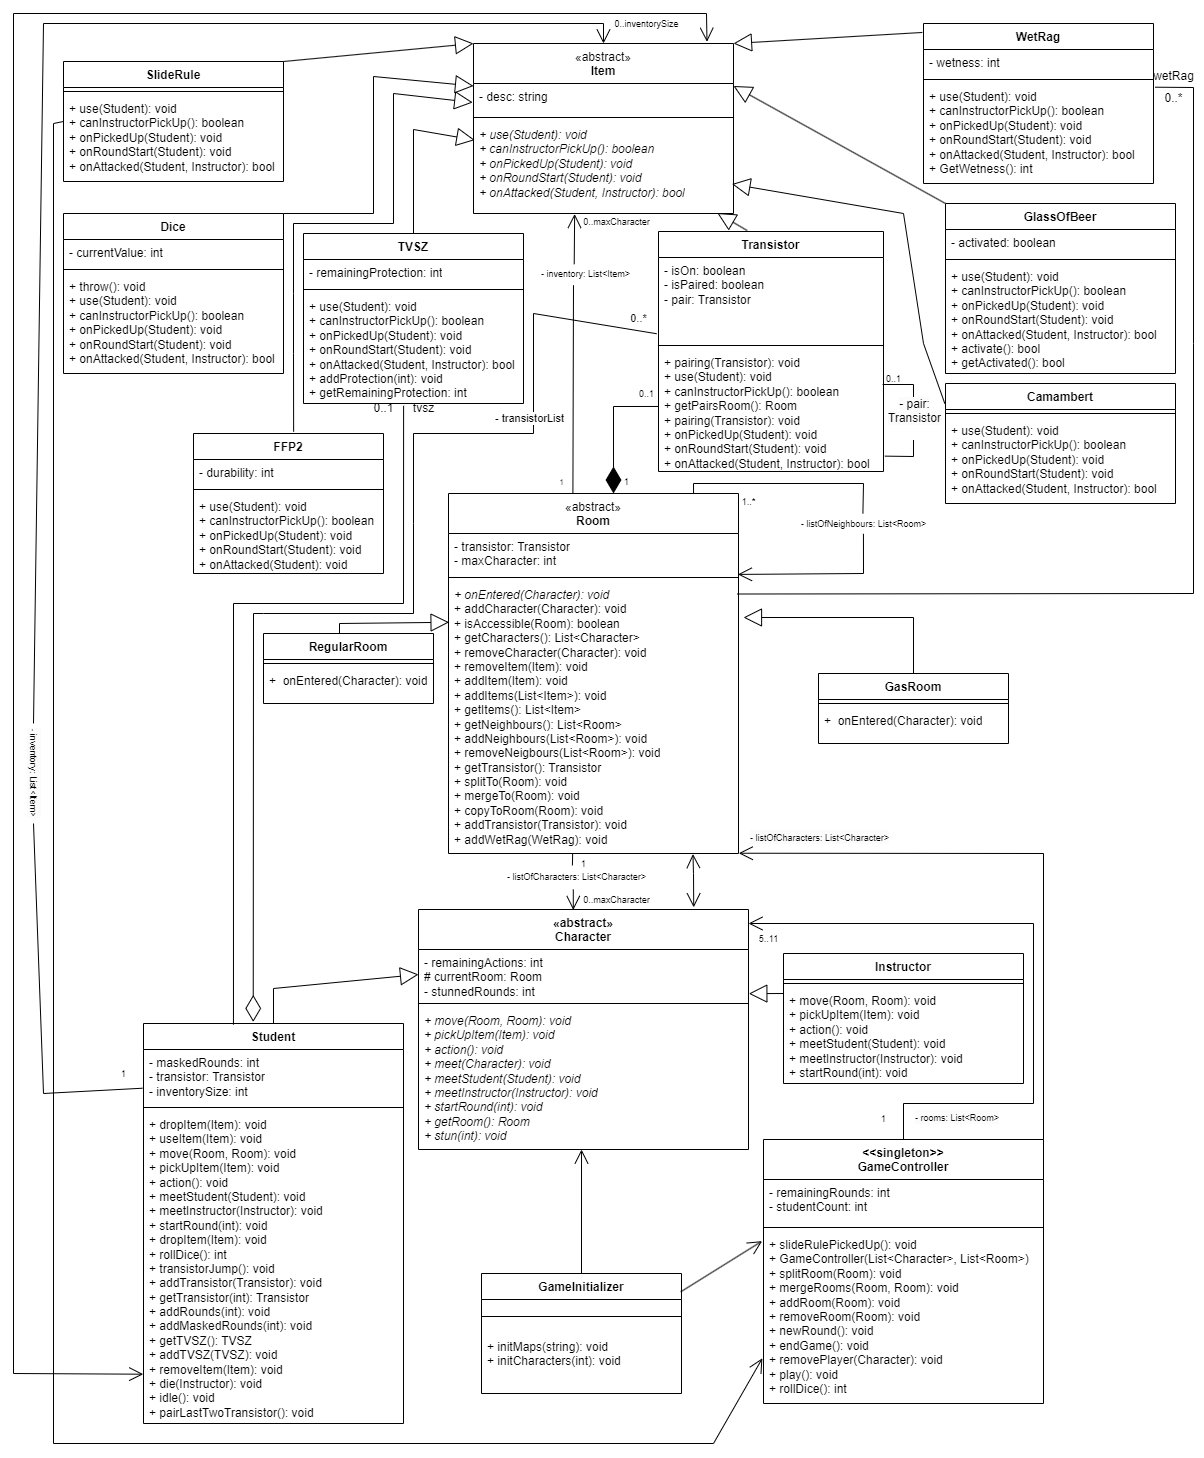 0..inventorySize
«abstract»
Item
- desc: string
+ use(Student): void
+ canInstructorPickUp(): boolean
+ onPickedUp(Student): void
+ onRoundStart(Student): void
+ onAttacked(Student, Instructor): bool
WetRag
- wetness: int
+ use(Student): void
+ canInstructorPickUp(): boolean
+ onPickedUp(Student): void
+ onRoundStart(Student): void
+ onAttacked(Student, Instructor): bool
+ GetWetness(): int
wetRag
0..*
SlideRule
+ use(Student): void
+ canInstructorPickUp(): boolean
+ onPickedUp(Student): void
+ onRoundStart(Student): void
+ onAttacked(Student, Instructor): bool
Dice
- currentValue: int
+ throw(): void
+ use(Student): void
+ canInstructorPickUp(): boolean
+ onPickedUp(Student): void
+ onRoundStart(Student): void
+ onAttacked(Student, Instructor): bool
TVSZ
- remainingProtection: int
+ use(Student): void
+ canInstructorPickUp(): boolean
+ onPickedUp(Student): void
+ onRoundStart(Student): void
+ onAttacked(Student, Instructor): bool
+ addProtection(int): void
+ getRemainingProtection: int
0..1
tvsz
0..maxCharacter
- inventory: List<Item>
Transistor
- isOn: boolean
- isPaired: boolean
- pair: Transistor
+ pairing(Transistor): void
+ use(Student): void
+ canInstructorPickUp(): boolean
+ getPairsRoom(): Room
+ pairing(Transistor): void
+ onPickedUp(Student): void
+ onRoundStart(Student): void
+ onAttacked(Student, Instructor): bool
0..*
0..1
0..1
- pair:
Transistor
GlassOfBeer
- activated: boolean
+ use(Student): void
+ canInstructorPickUp(): boolean
+ onPickedUp(Student): void
+ onRoundStart(Student): void
+ onAttacked(Student, Instructor): bool
+ activate(): bool
+ getActivated(): bool
Camambert
+ use(Student): void
+ canInstructorPickUp(): boolean
+ onPickedUp(Student): void
+ onRoundStart(Student): void
+ onAttacked(Student, Instructor): bool
- transistorList
FFP2
- durability: int
+ use(Student): void
+ canInstructorPickUp(): boolean
+ onPickedUp(Student): void
+ onRoundStart(Student): void
+ onAttacked(Student): void
1
1
1..*
- listOfNeighbours: List<Room>
«abstract»
Room
- transistor: Transistor
- maxCharacter: int
+ onEntered(Character): void
+ addCharacter(Character): void
+ isAccessible(Room): boolean
+ getCharacters(): List<Character>
+ removeCharacter(Character): void
+ removeItem(Item): void
+ addItem(Item): void
+ addItems(List<Item>): void
+ getItems(): List<Item>
+ getNeighbours(): List<Room>
+ addNeighbours(List<Room>): void
+ removeNeigbours(List<Room>): void
+ getTransistor(): Transistor
+ splitTo(Room): void
+ mergeTo(Room): void
+ copyToRoom(Room): void
+ addTransistor(Transistor): void
+ addWetRag(WetRag): void
RegularRoom
+ onEntered(Character): void
GasRoom
+ onEntered(Character): void
- inventory: List<Item>
- listOfCharacters: List<Character>
1
- listOfCharacters: List<Character>
0..maxCharacter
«abstract»
Character
- remainingActions: int
# currentRoom: Room
- stunnedRounds: int
+ move(Room, Room): void
+ pickUpItem(Item): void
+ action(): void
+ meet(Character): void
+ meetStudent(Student): void
+ meetInstructor(Instructor): void
+ startRound(int): void
+ getRoom(): Room
+ stun(int): void
5..11
Instructor
+ move(Room, Room): void
+ pickUpItem(Item): void
+ action(): void
+ meetStudent(Student): void
+ meetInstructor(Instructor): void
+ startRound(int): void
1
Student
- maskedRounds: int
- transistor: Transistor
- inventorySize: int
+ dropItem(Item): void
+ useItem(Item): void
+ move(Room, Room): void
+ pickUpItem(Item): void
+ action(): void
+ meetStudent(Student): void
+ meetInstructor(Instructor): void
+ startRound(int): void
+ dropItem(Item): void
+ rollDice(): int
+ transistorJump(): void
+ addTransistor(Transistor): void
+ getTransistor(int): Transistor
+ addRounds(int): void
+ addMaskedRounds(int): void
+ getTVSZ(): TVSZ
+ addTVSZ(TVSZ): void
+ removeItem(Item): void
+ die(Instructor): void
+ idle(): void
+ pairLastTwoTransistor(): void
1
- rooms: List<Room>
<<singleton>>
GameController
- remainingRounds: int
- studentCount: int
+ slideRulePickedUp(): void
+ GameController(List<Character>, List<Room>)
+ splitRoom(Room): void
+ mergeRooms(Room, Room): void
+ addRoom(Room): void
+ removeRoom(Room): void
+ newRound(): void
+ endGame(): void
+ removePlayer(Character): void
+ play(): void
+ rollDice(): int
GameInitializer
+ initMaps(string): void
+ initCharacters(int): void